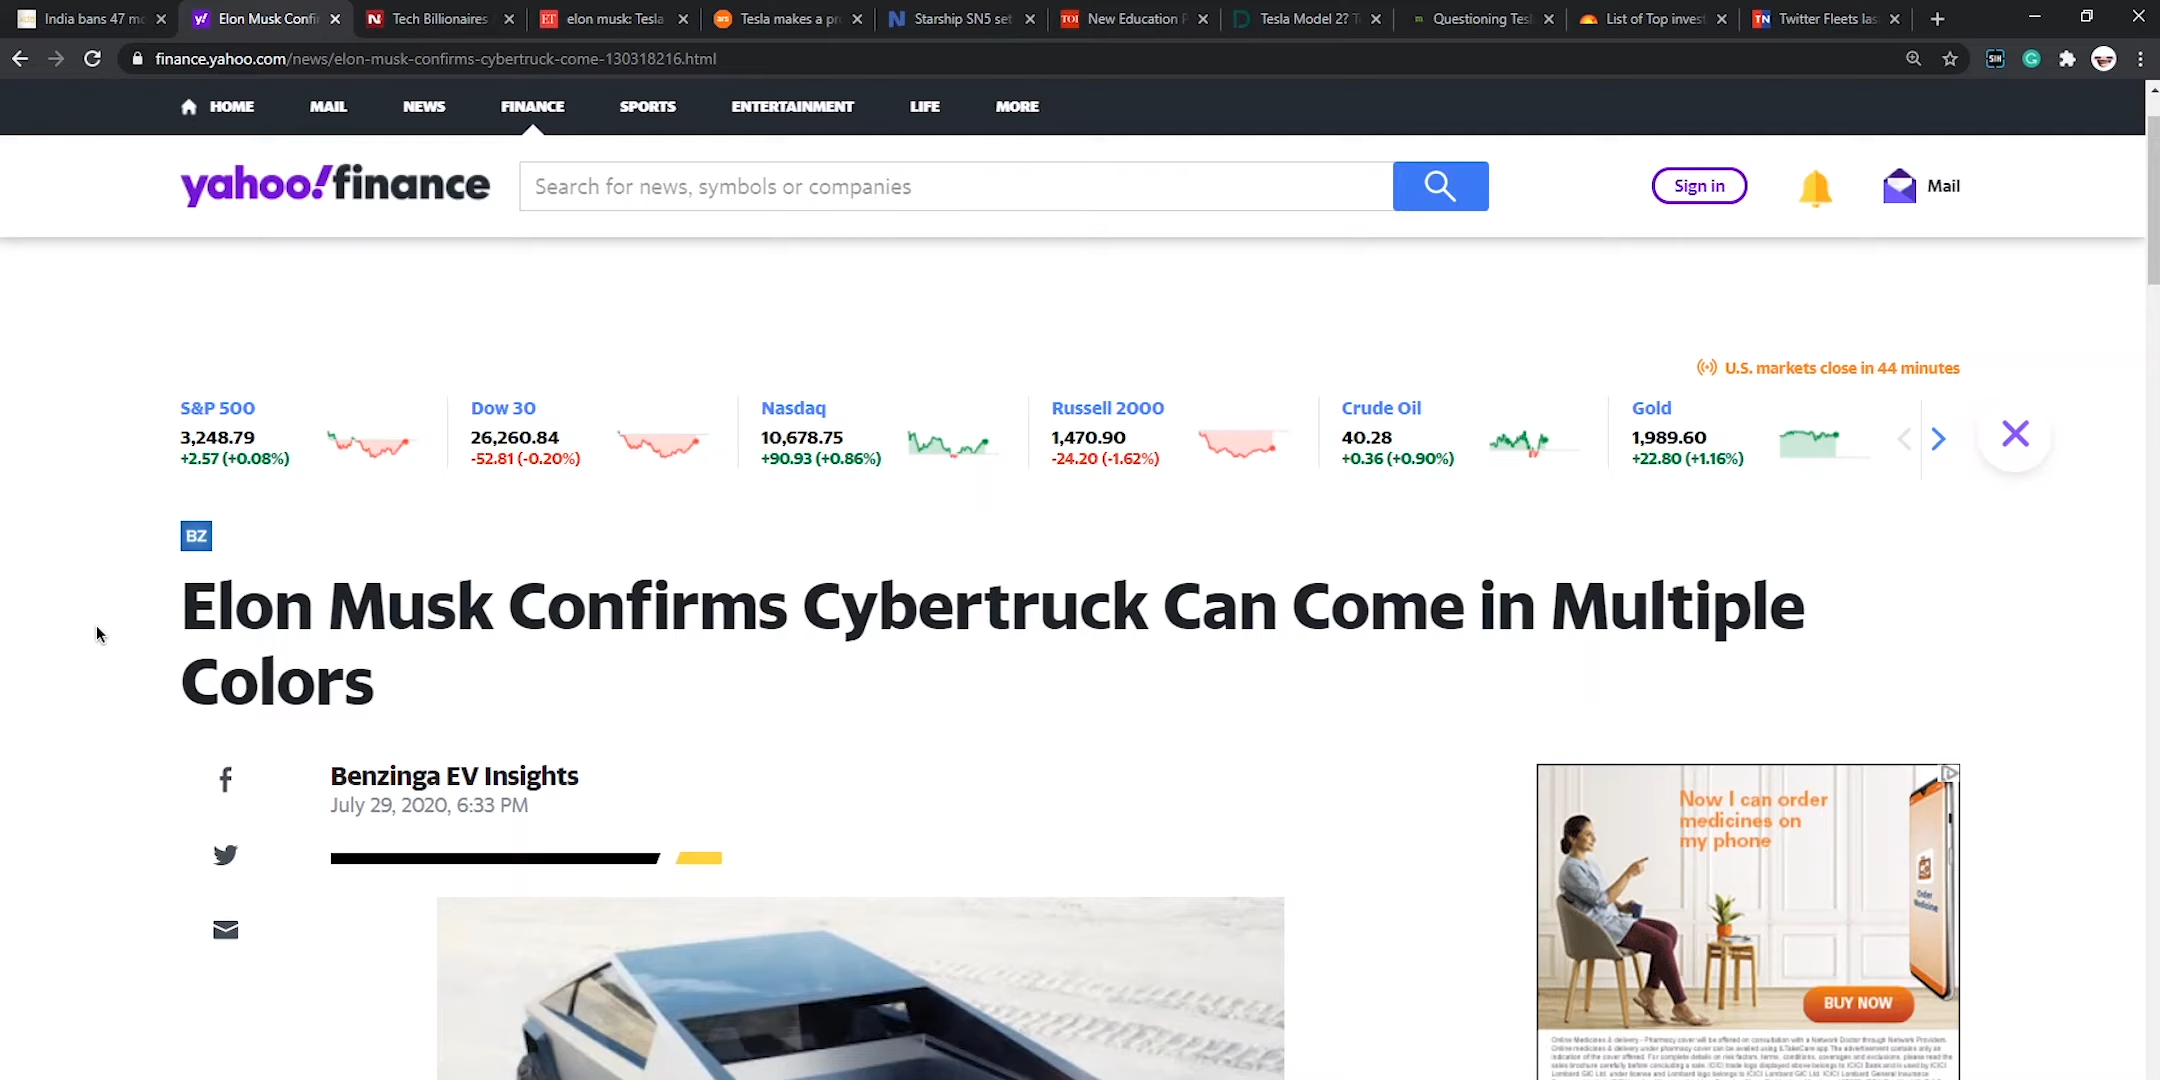 India bans 47 mo
Elon Musk Confir
Tech Billionaires
elon musk: Tesla
Tesla makes a pr
Starship SN5 set
New Education P
Tesla Model 2? T
Questioning Tesl
List of Top invest
Twitter Fleets las
finance.yahoo.com/news/elon-musk-confirms-cybertruck-come-130318216.html
HOME MAIL NEWS FINANCE SPORTS ENTERTAINMENT LIFE MORE
yahoo!finance
Search for news, symbols or companies
Sign in
Mail
U.S. markets close in 44 minutes
S&P 500
3,248.79
+2.57 (+0.08%)
Dow 30
26,260.84
-52.81 (-0.20%)
Nasdaq
10,678.75
+90.93 (+0.86%)
Russell 2000
1,470.90
-24.20 (-1.62%)
Crude Oil
40.28
+0.36 (+0.90%)
Gold
1,989.60
+22.80 (+1.16%)
BZ
Elon Musk Confirms Cybertruck Can Come in Multiple
Colors
Benzinga EV Insights
July 29, 2020, 6:33 PM
Now I can order
medicines on
my phone
Order
Medicine
BUY NOW